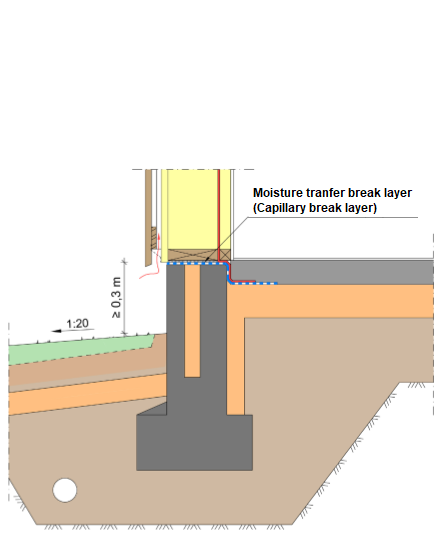 Moisture tranfer break layer
(Capillary break layer)
≥ 0,3 m
1:20